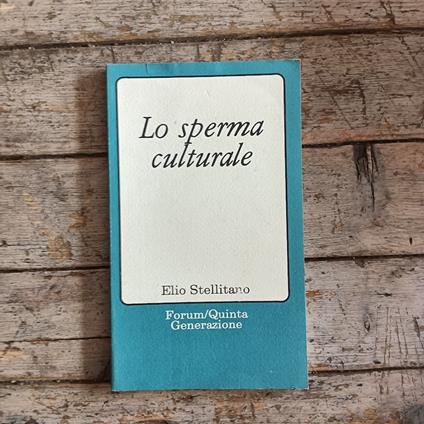 Lo sperma
culturale
Elio Stellitano
Forum/Quinta
Generazione